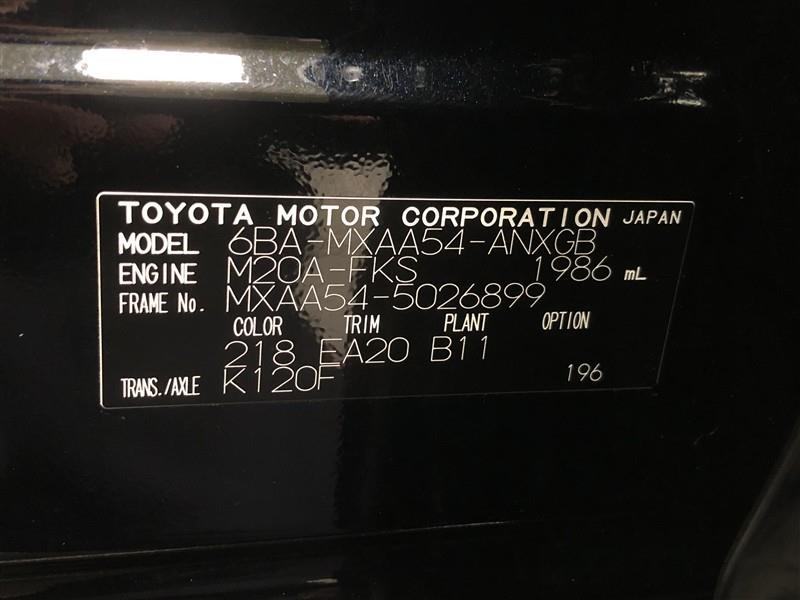 TOYOTA MOTOR CORPORATION JAPAN
MODEL 6BA-MXAA54-ANXGB
ENGINE M20A-FKS 1986 mL
FRAME No. MXAA54-5026899
COLOR TRIM PLANT OPTION
218 EA20 B11
TRANS./AXLE K120F 196